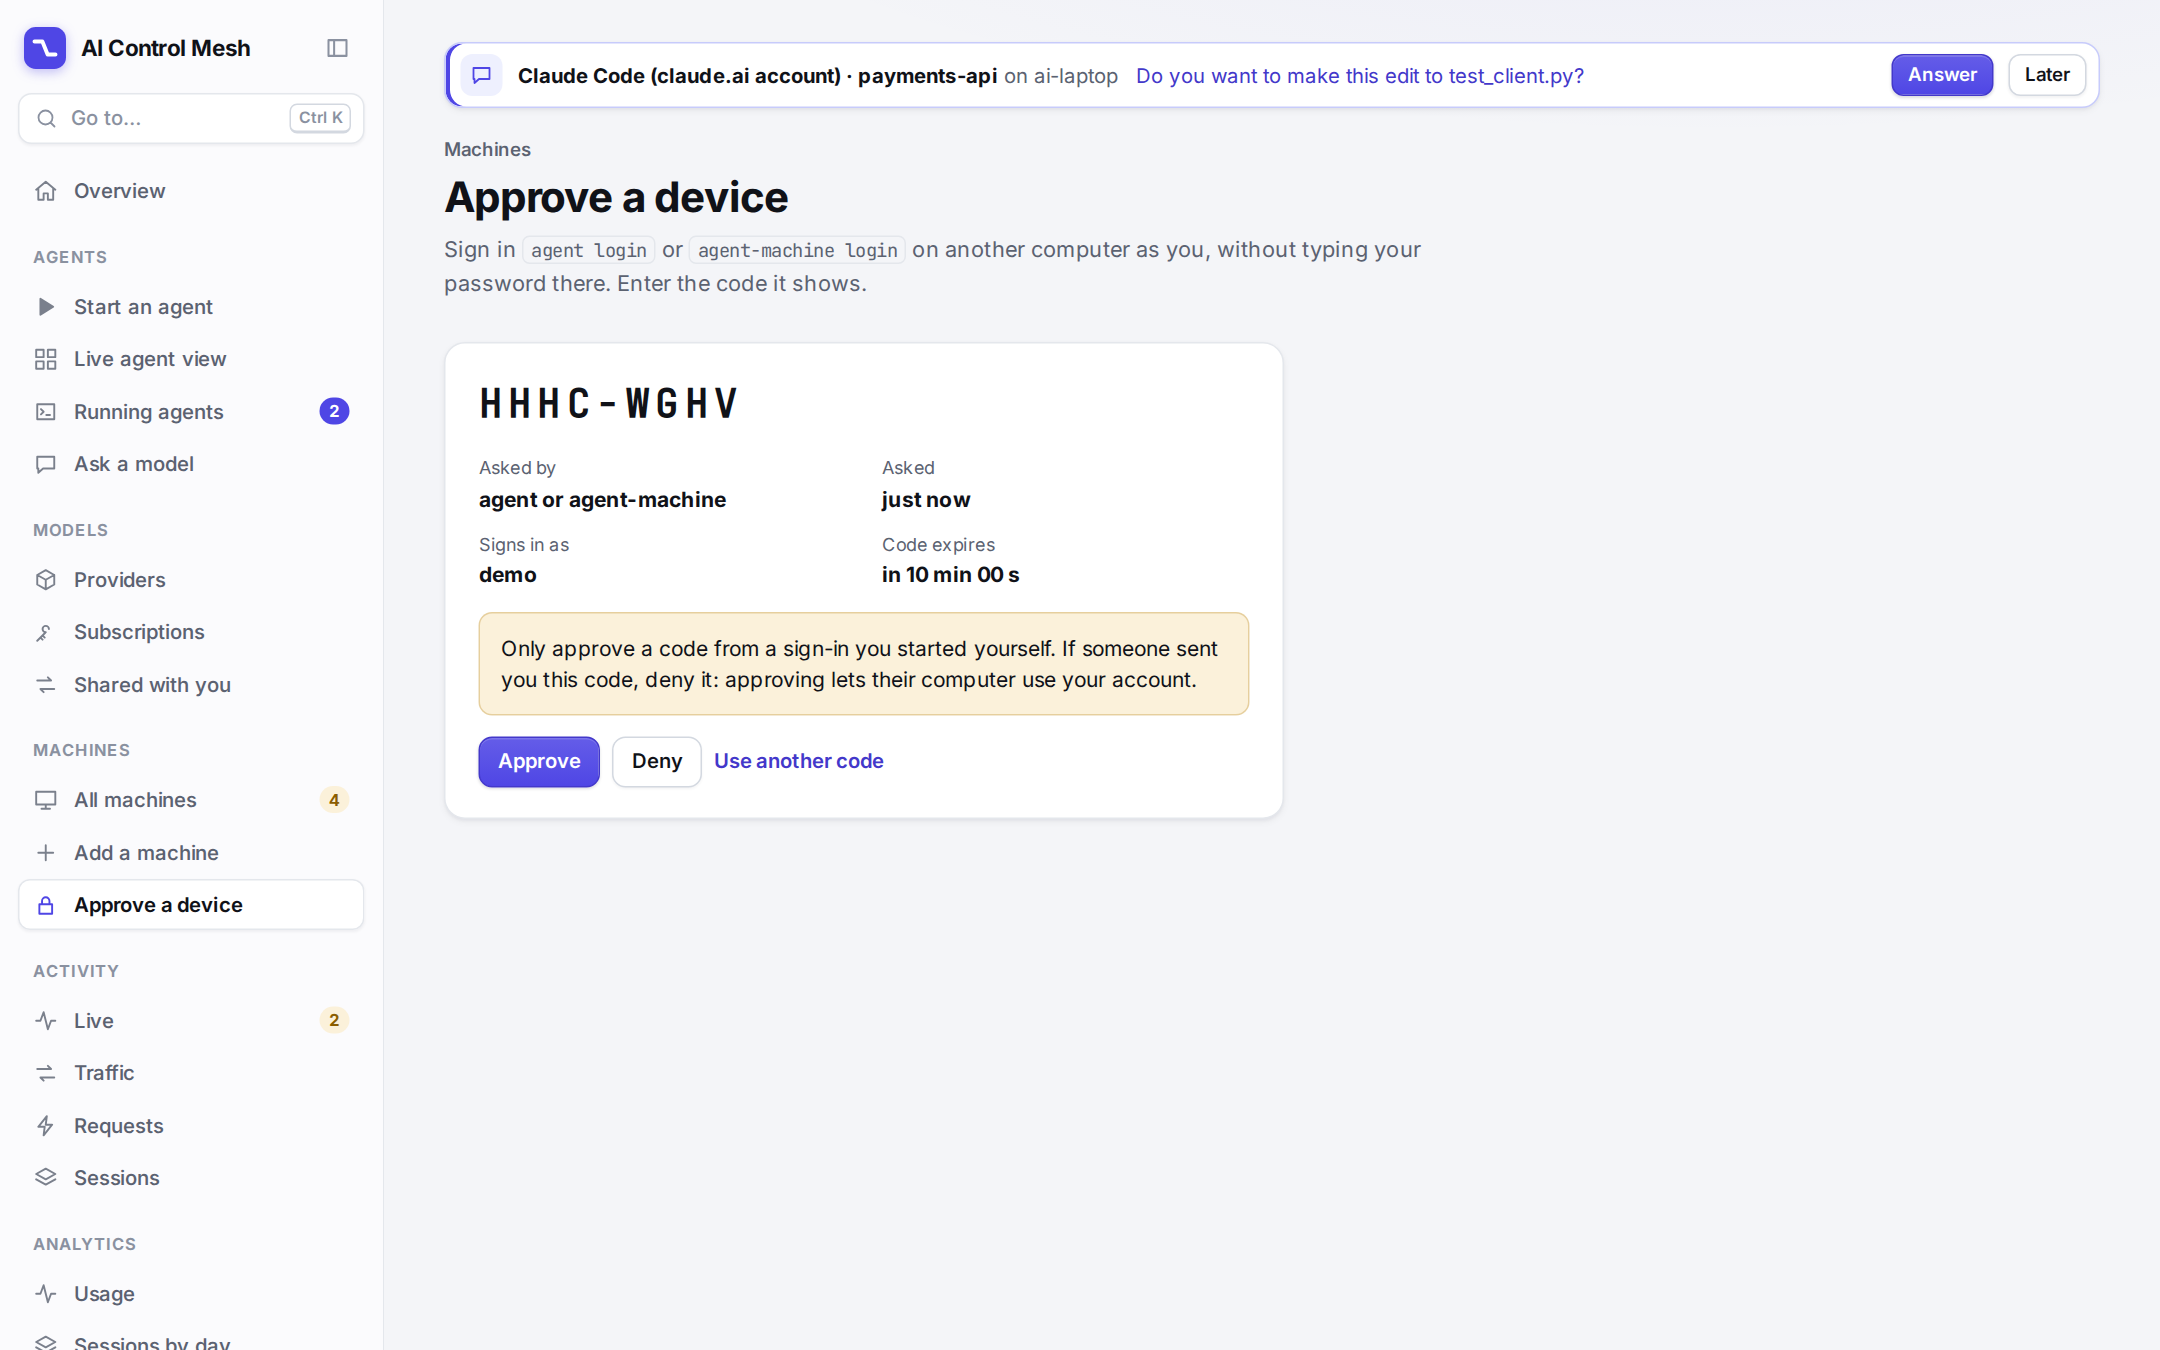 AI Control Mesh
Go to...
Ctrl K
Overview
AGENTS
Start an agent
Live agent view
Running agents
2
Ask a model
MODELS
Providers
Subscriptions
Shared with you
MACHINES
All machines
4
Add a machine
Approve a device
ACTIVITY
Live
2
Traffic
Requests
Sessions
ANALYTICS
Usage
Sessions by day
Claude Code (claude.ai account) · payments-api on ai-laptop Do you want to make this edit to test_client.py?
Answer
Later
Machines
Approve a device
Sign in agent login or agent-machine login on another computer as you, without typing your
password there. Enter the code it shows.
HHHC-WGHV
Asked by
agent or agent-machine
Asked
just now
Signs in as
demo
Code expires
in 10 min 00 s
Only approve a code from a sign-in you started yourself. If someone sent
you this code, deny it: approving lets their computer use your account.
Approve
Deny
Use another code